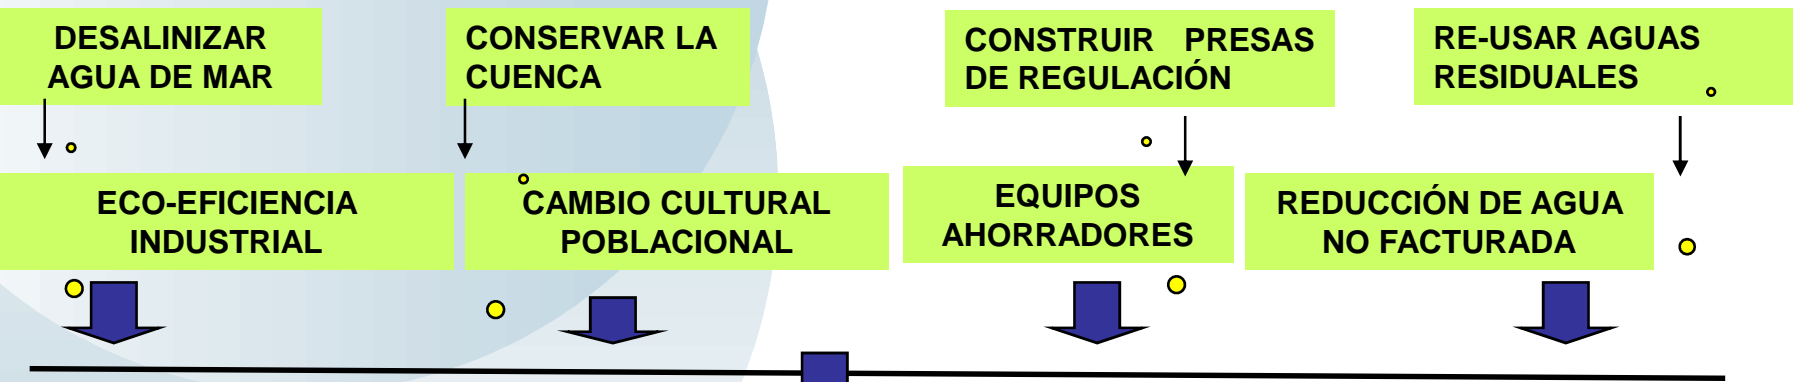 DESALINIZAR
AGUA DE MAR
CONSERVAR LA
CUENCA
CONSTRUIR PRESAS
DE REGULACIÓN
RE-USAR AGUAS
RESIDUALES
ECO-EFICIENCIA
INDUSTRIAL
CAMBIO CULTURAL
POBLACIONAL
EQUIPOS
AHORRADORES
REDUCCIÓN DE AGUA
NO FACTURADA